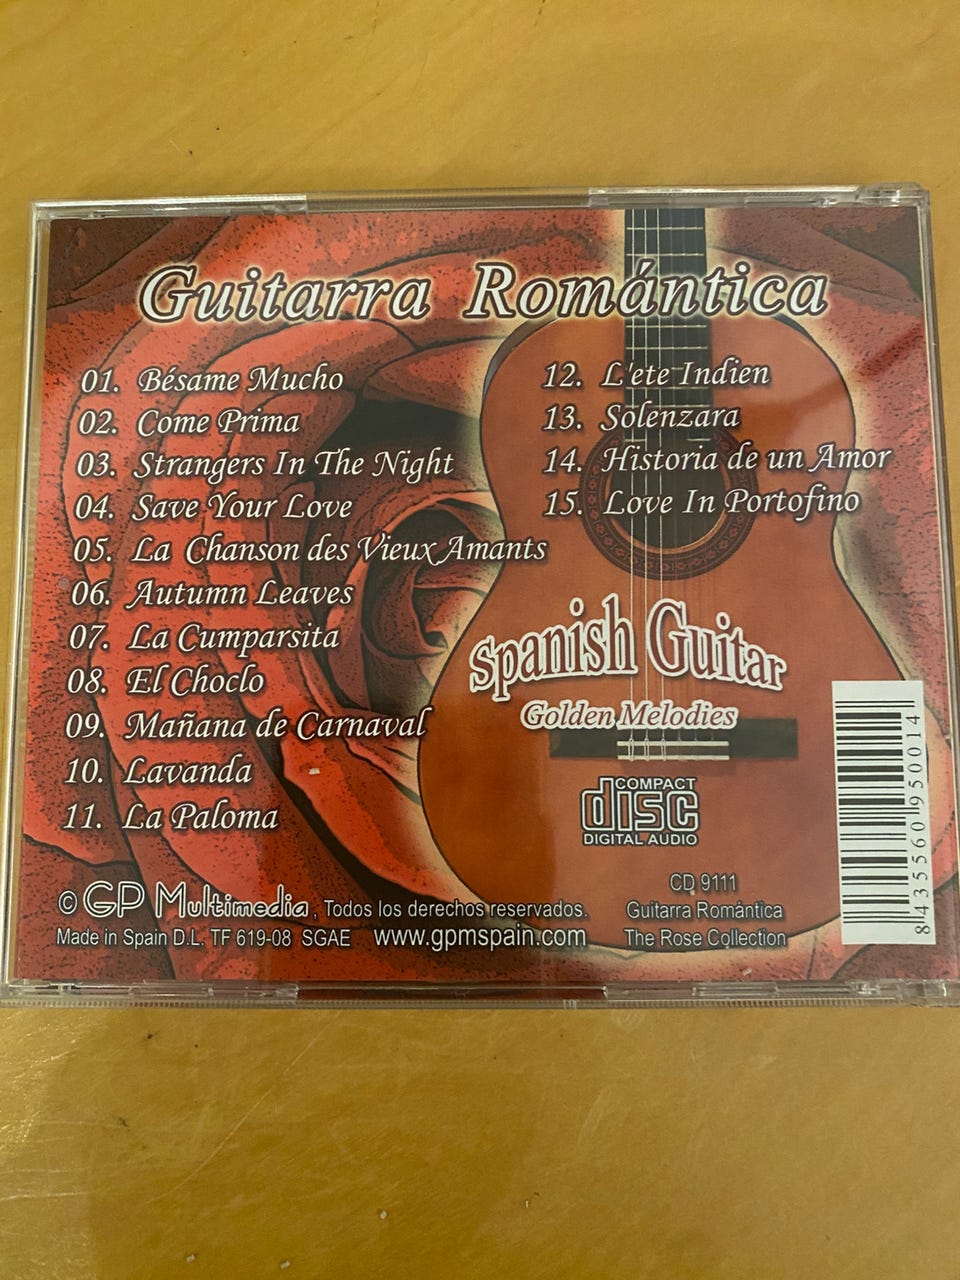 Guitarra Romántica
01. Bésame Mucho
02. Come Prima
03. Strangers In The Night
04. Save Your Love
05. La Chanson des Vieux Amants
06. Autumn Leaves
07. La Cumparsita
08. El Choclo
09. Mañana de Carnaval
10. Lavanda
11. La Paloma
12. L'ete Indien
13. Solenzara
14. Historia de un Amor
15. Love In Portofino
Spanish Guitar
Golden Melodies
COMPACT
disc
DIGITAL AUDIO
© GP Multimedia, Todos los derechos reservados.
Made in Spain D.L. TF 619-08 SGAE www.gpmspain.com
CD 9111
Guitarra Romántica
The Rose Collection
8435560950014